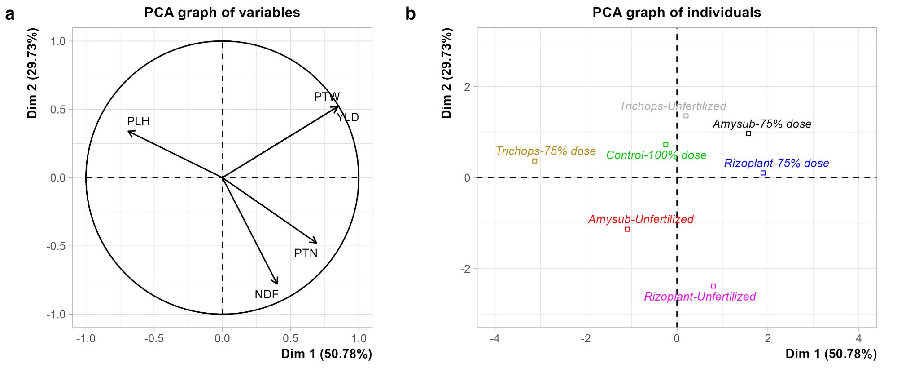 a
PCA graph of variables
Dim 2 (29.73%)
1.0
0.5
0.0
-0.5
-1.0
PTW
YLD
PLH
PTN
NDF
-1.0 -0.5 0.0 0.5 1.0
Dim 1 (50.78%)
b
PCA graph of individuals
Dim 2 (29.73%)
2
0
-2
Trichops-Unfertilized
Amysub-75% dose
Trichops-75% dose
Control-100% dose
Rizoplant-75% dose
Amysub-Unfertilized
Rizoplant-Unfertilized
-4 -2 0 2 4
Dim 1 (50.78%)